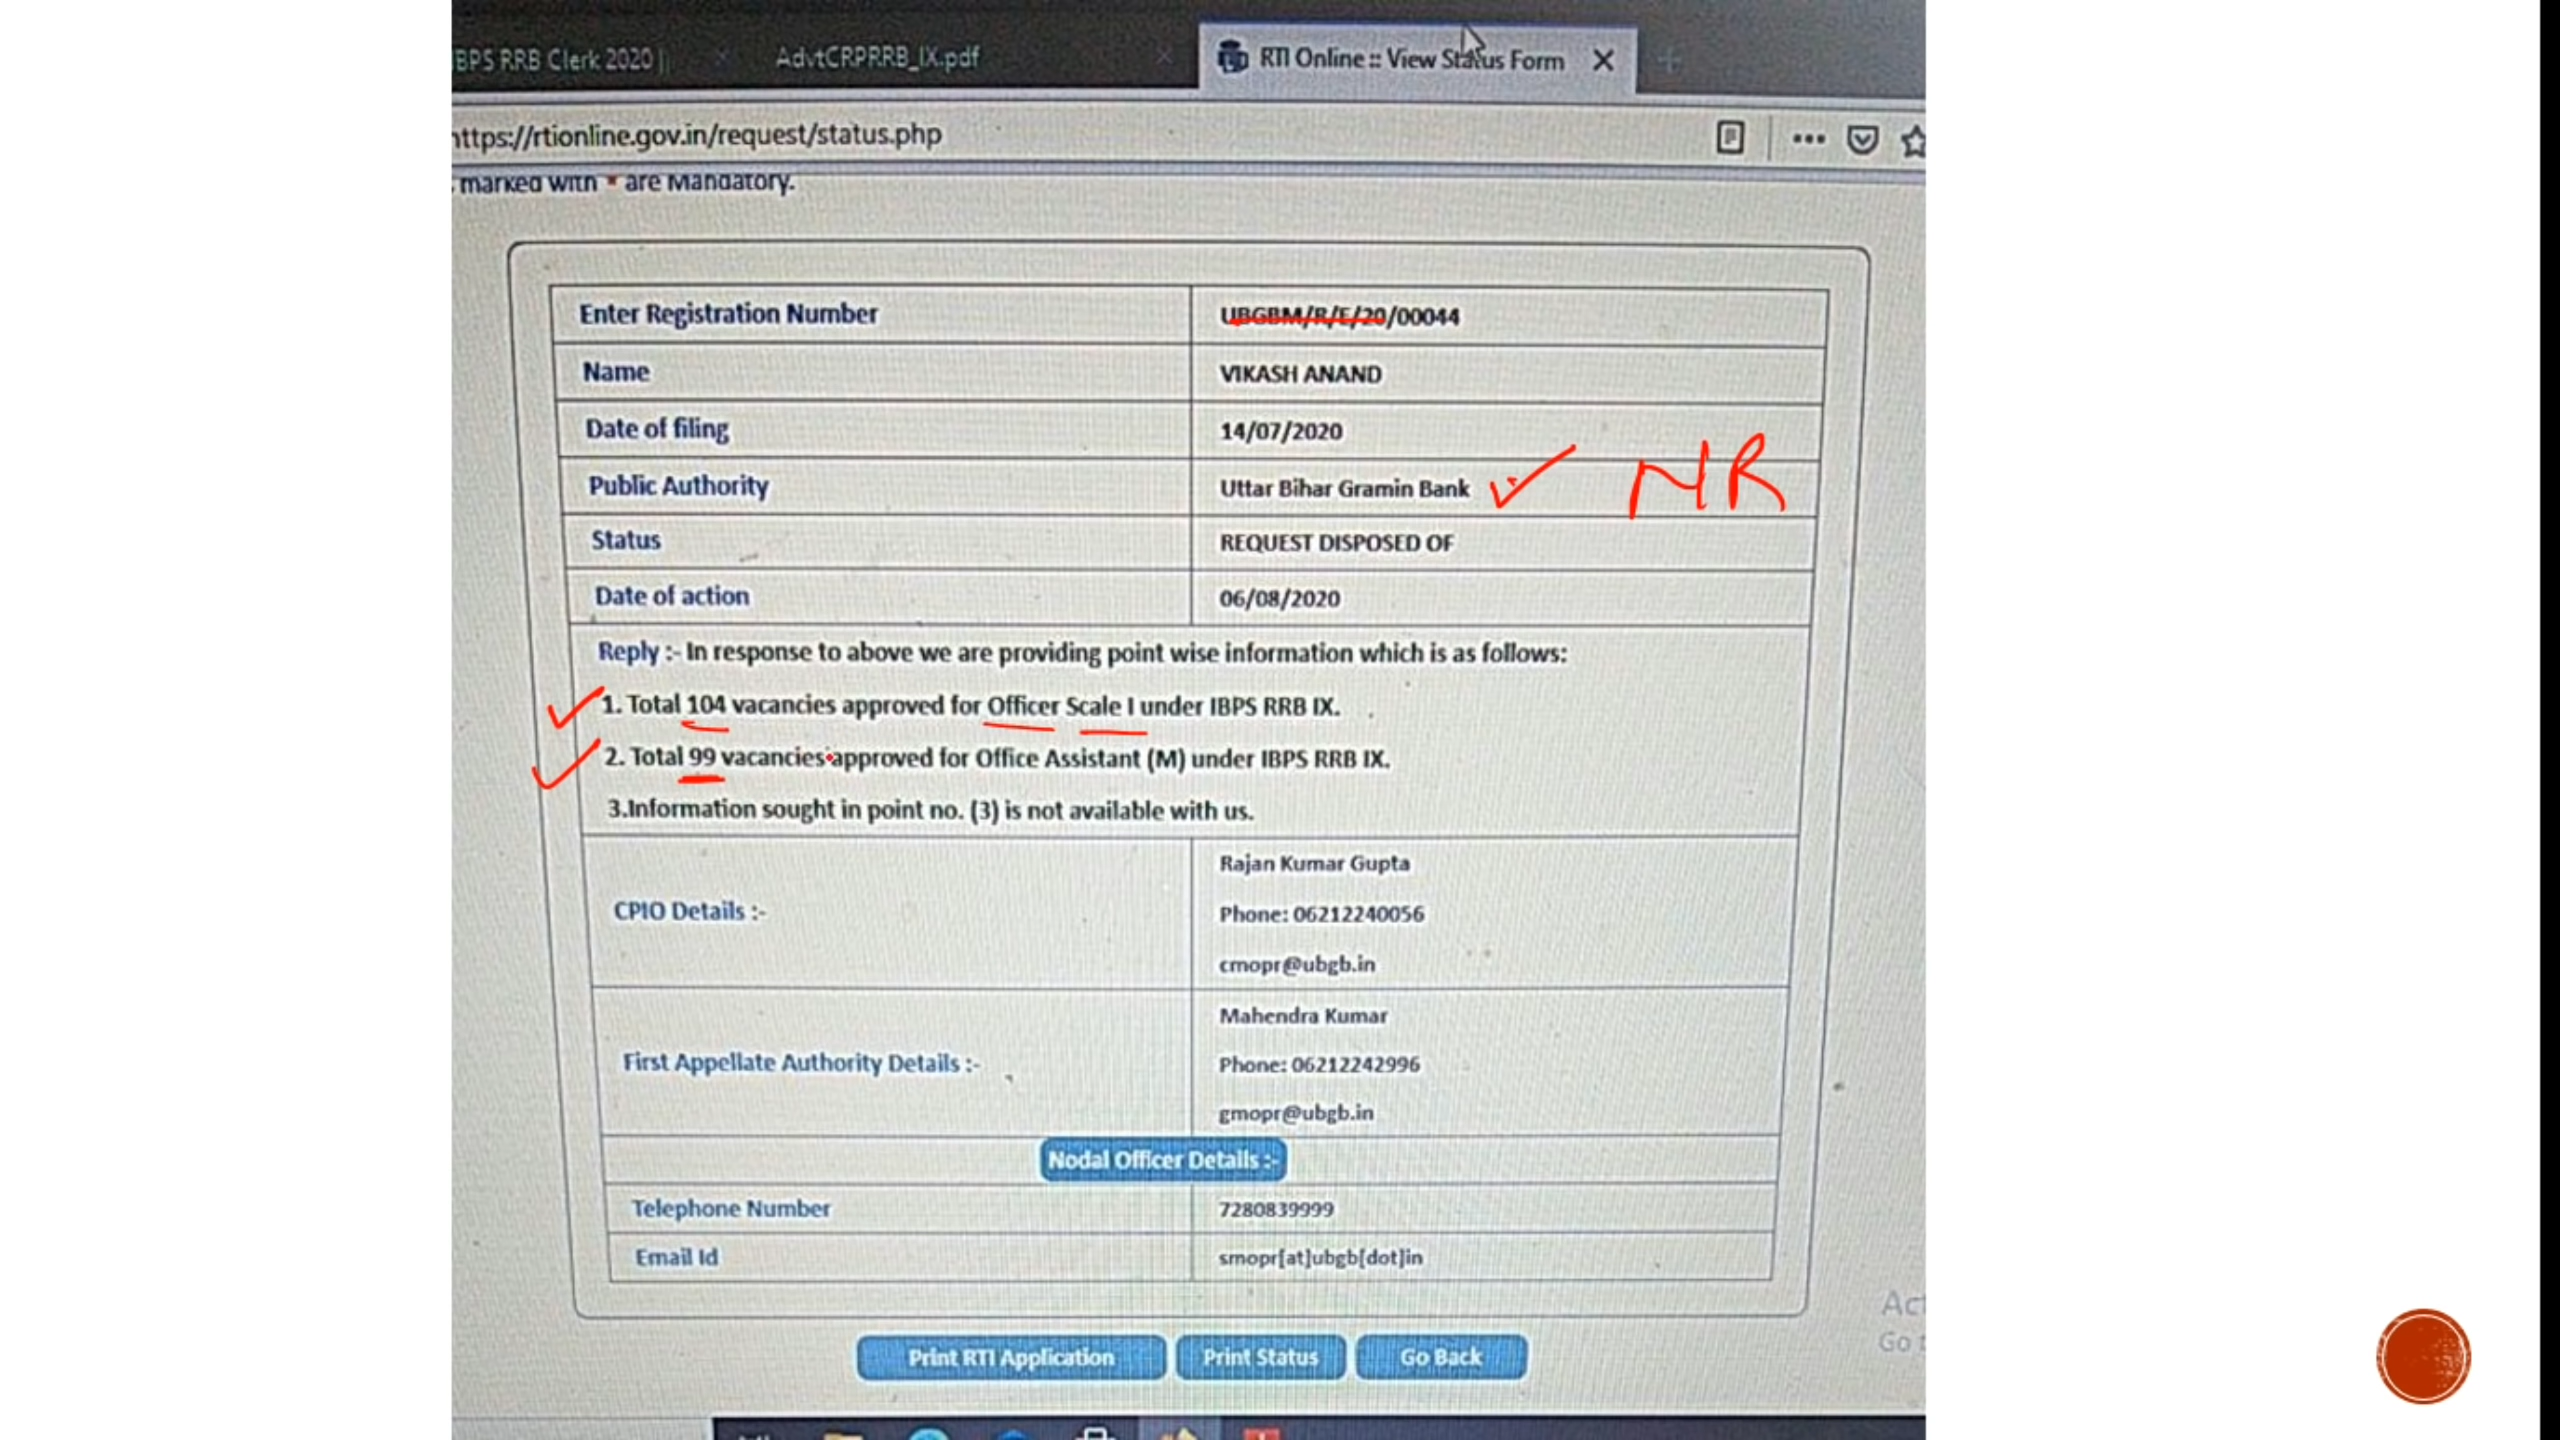 BPS RRB Clerk 2020 |
AdvtCRPRRB_IX.pdf
RTI Online :: View Status Form
https://rtionline.gov.in/request/status.php
marked with * are Mandatory.
Enter Registration Number UBGBM/R/E/20/00044
Name VIKASH ANAND
Date of filing 14/07/2020
Public Authority Uttar Bihar Gramin Bank NR
Status REQUEST DISPOSED OF
Date of action 06/08/2020
Reply :- In response to above we are providing point wise information which is as follows:
1. Total 104 vacancies approved for Officer Scale I under IBPS RRB IX.
2. Total 99 vacancies approved for Office Assistant (M) under IBPS RRB IX.
3.Information sought in point no. (3) is not available with us.
CPIO Details :-
Rajan Kumar Gupta
Phone: 06212240056
cmopr@ubgb.in
First Appellate Authority Details :-
Mahendra Kumar
Phone: 06212242996
gmopr@ubgb.in
Nodal Officer Details :-
Telephone Number 7280839999
Email Id smopr[at]ubgb[dot]in
Print RTI Application
Print Status
Go Back